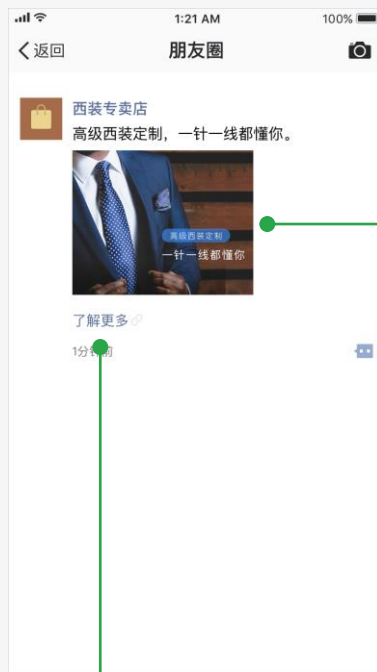 1:21 AM
100%
返回
朋友圈
西装专卖店
高级西装定制，一针一线都懂你。
高级西装定制
一针一线都懂你
了解更多
1分钟前